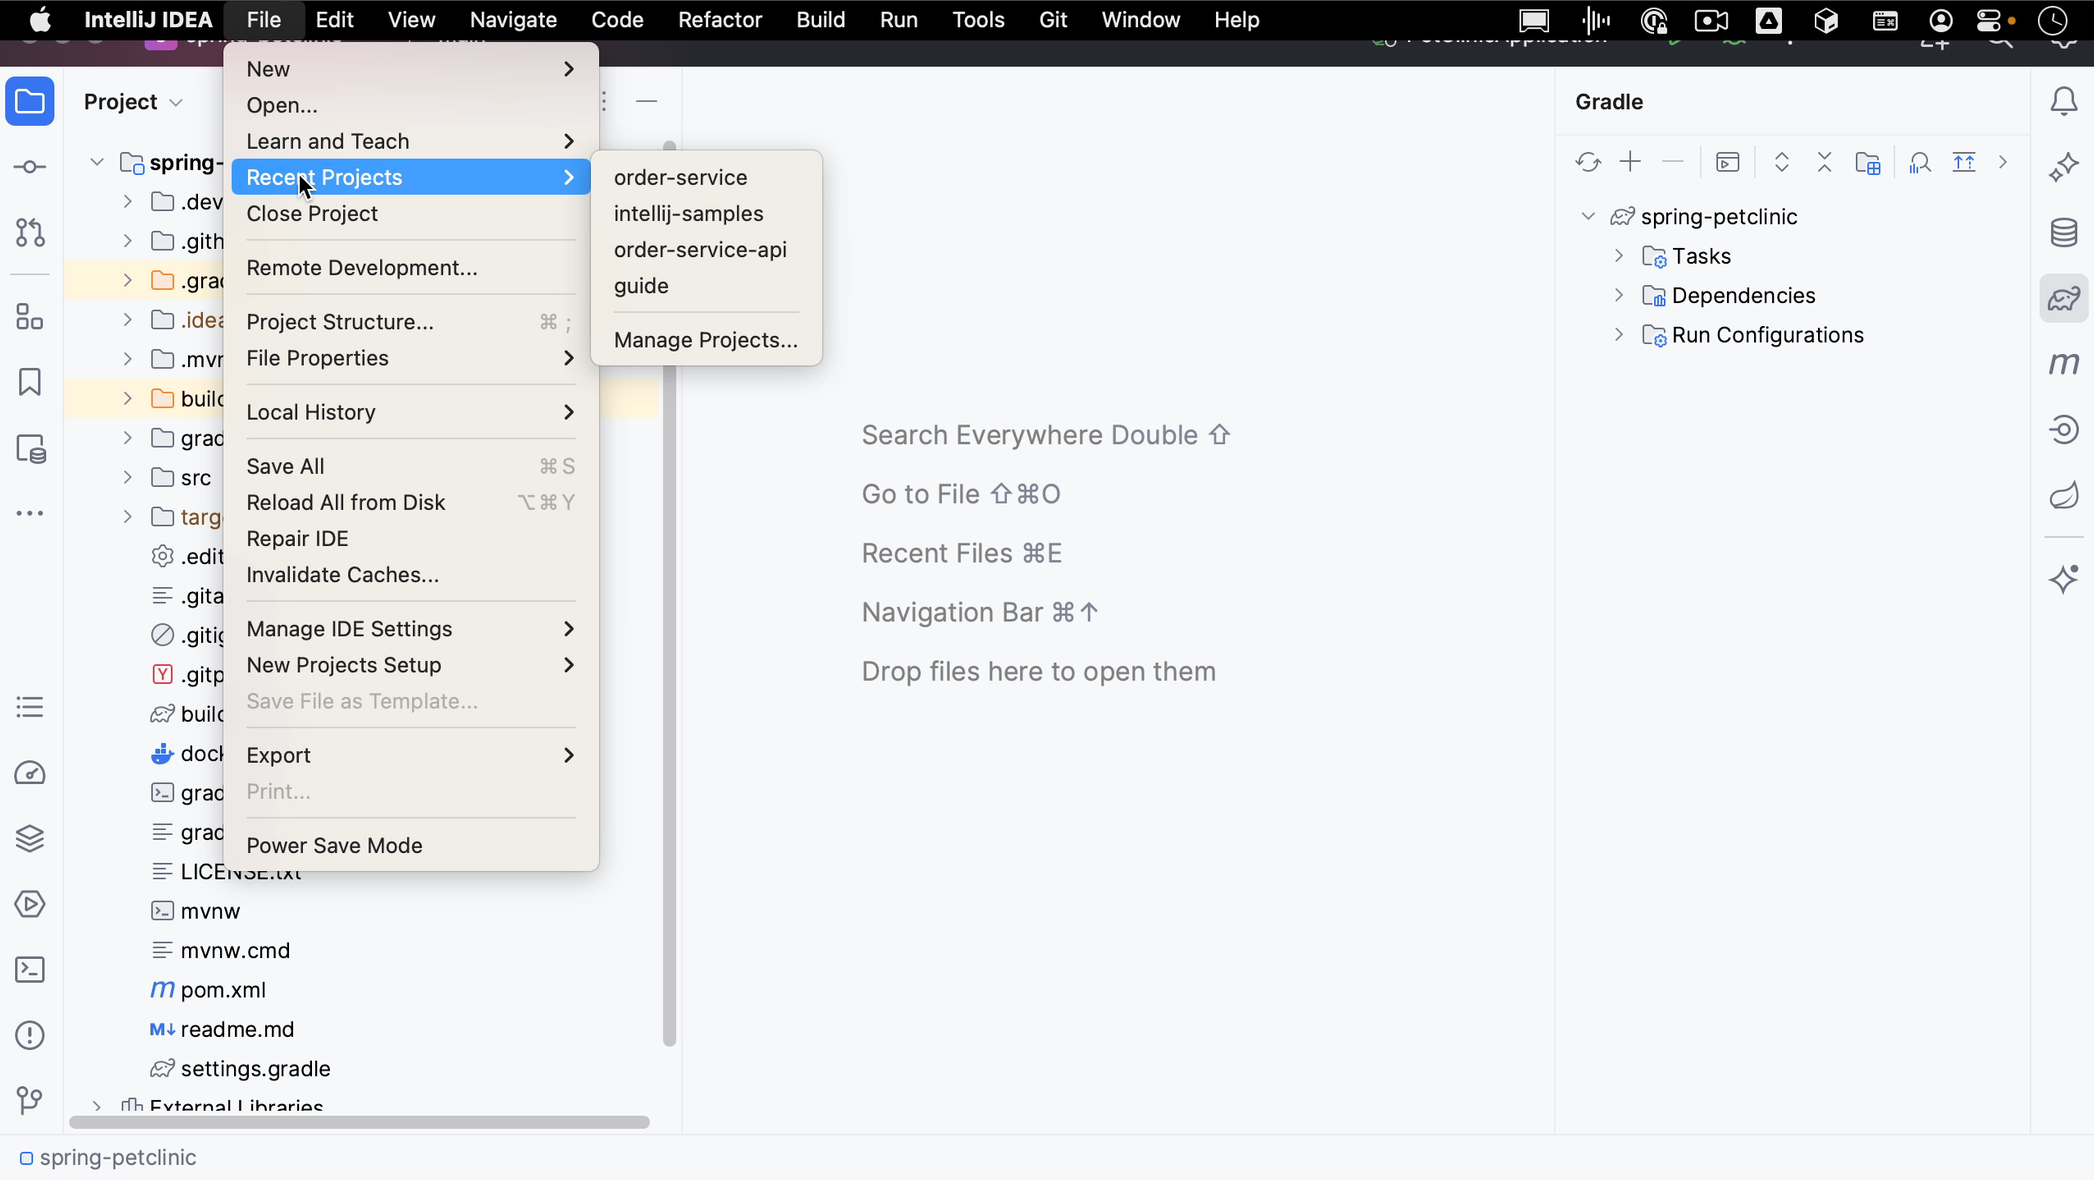 IntelliJ IDEA File Edit View Navigate Code Refactor Build Run Tools Git Window Help
Project
spring-
.dev
.gith
.grad
.idea
.mvn
build
grad
src
targ
.edit
.gita
.gitig
.gitp
build
dock
grad
grad
LICENSE.txt
mvnw
mvnw.cmd
pom.xml
readme.md
settings.gradle
External Libraries
New
Open...
Learn and Teach
Recent Projects
Close Project
Remote Development...
Project Structure... ⌘ ;
File Properties
Local History
Save All ⌘ S
Reload All from Disk ⌥ ⌘ Y
Repair IDE
Invalidate Caches...
Manage IDE Settings
New Projects Setup
Save File as Template...
Export
Print...
Power Save Mode
order-service
intellij-samples
order-service-api
guide
Manage Projects...
Search Everywhere Double ⇧
Go to File ⇧⌘O
Recent Files ⌘E
Navigation Bar ⌘↑
Drop files here to open them
Gradle
spring-petclinic
Tasks
Dependencies
Run Configurations
spring-petclinic